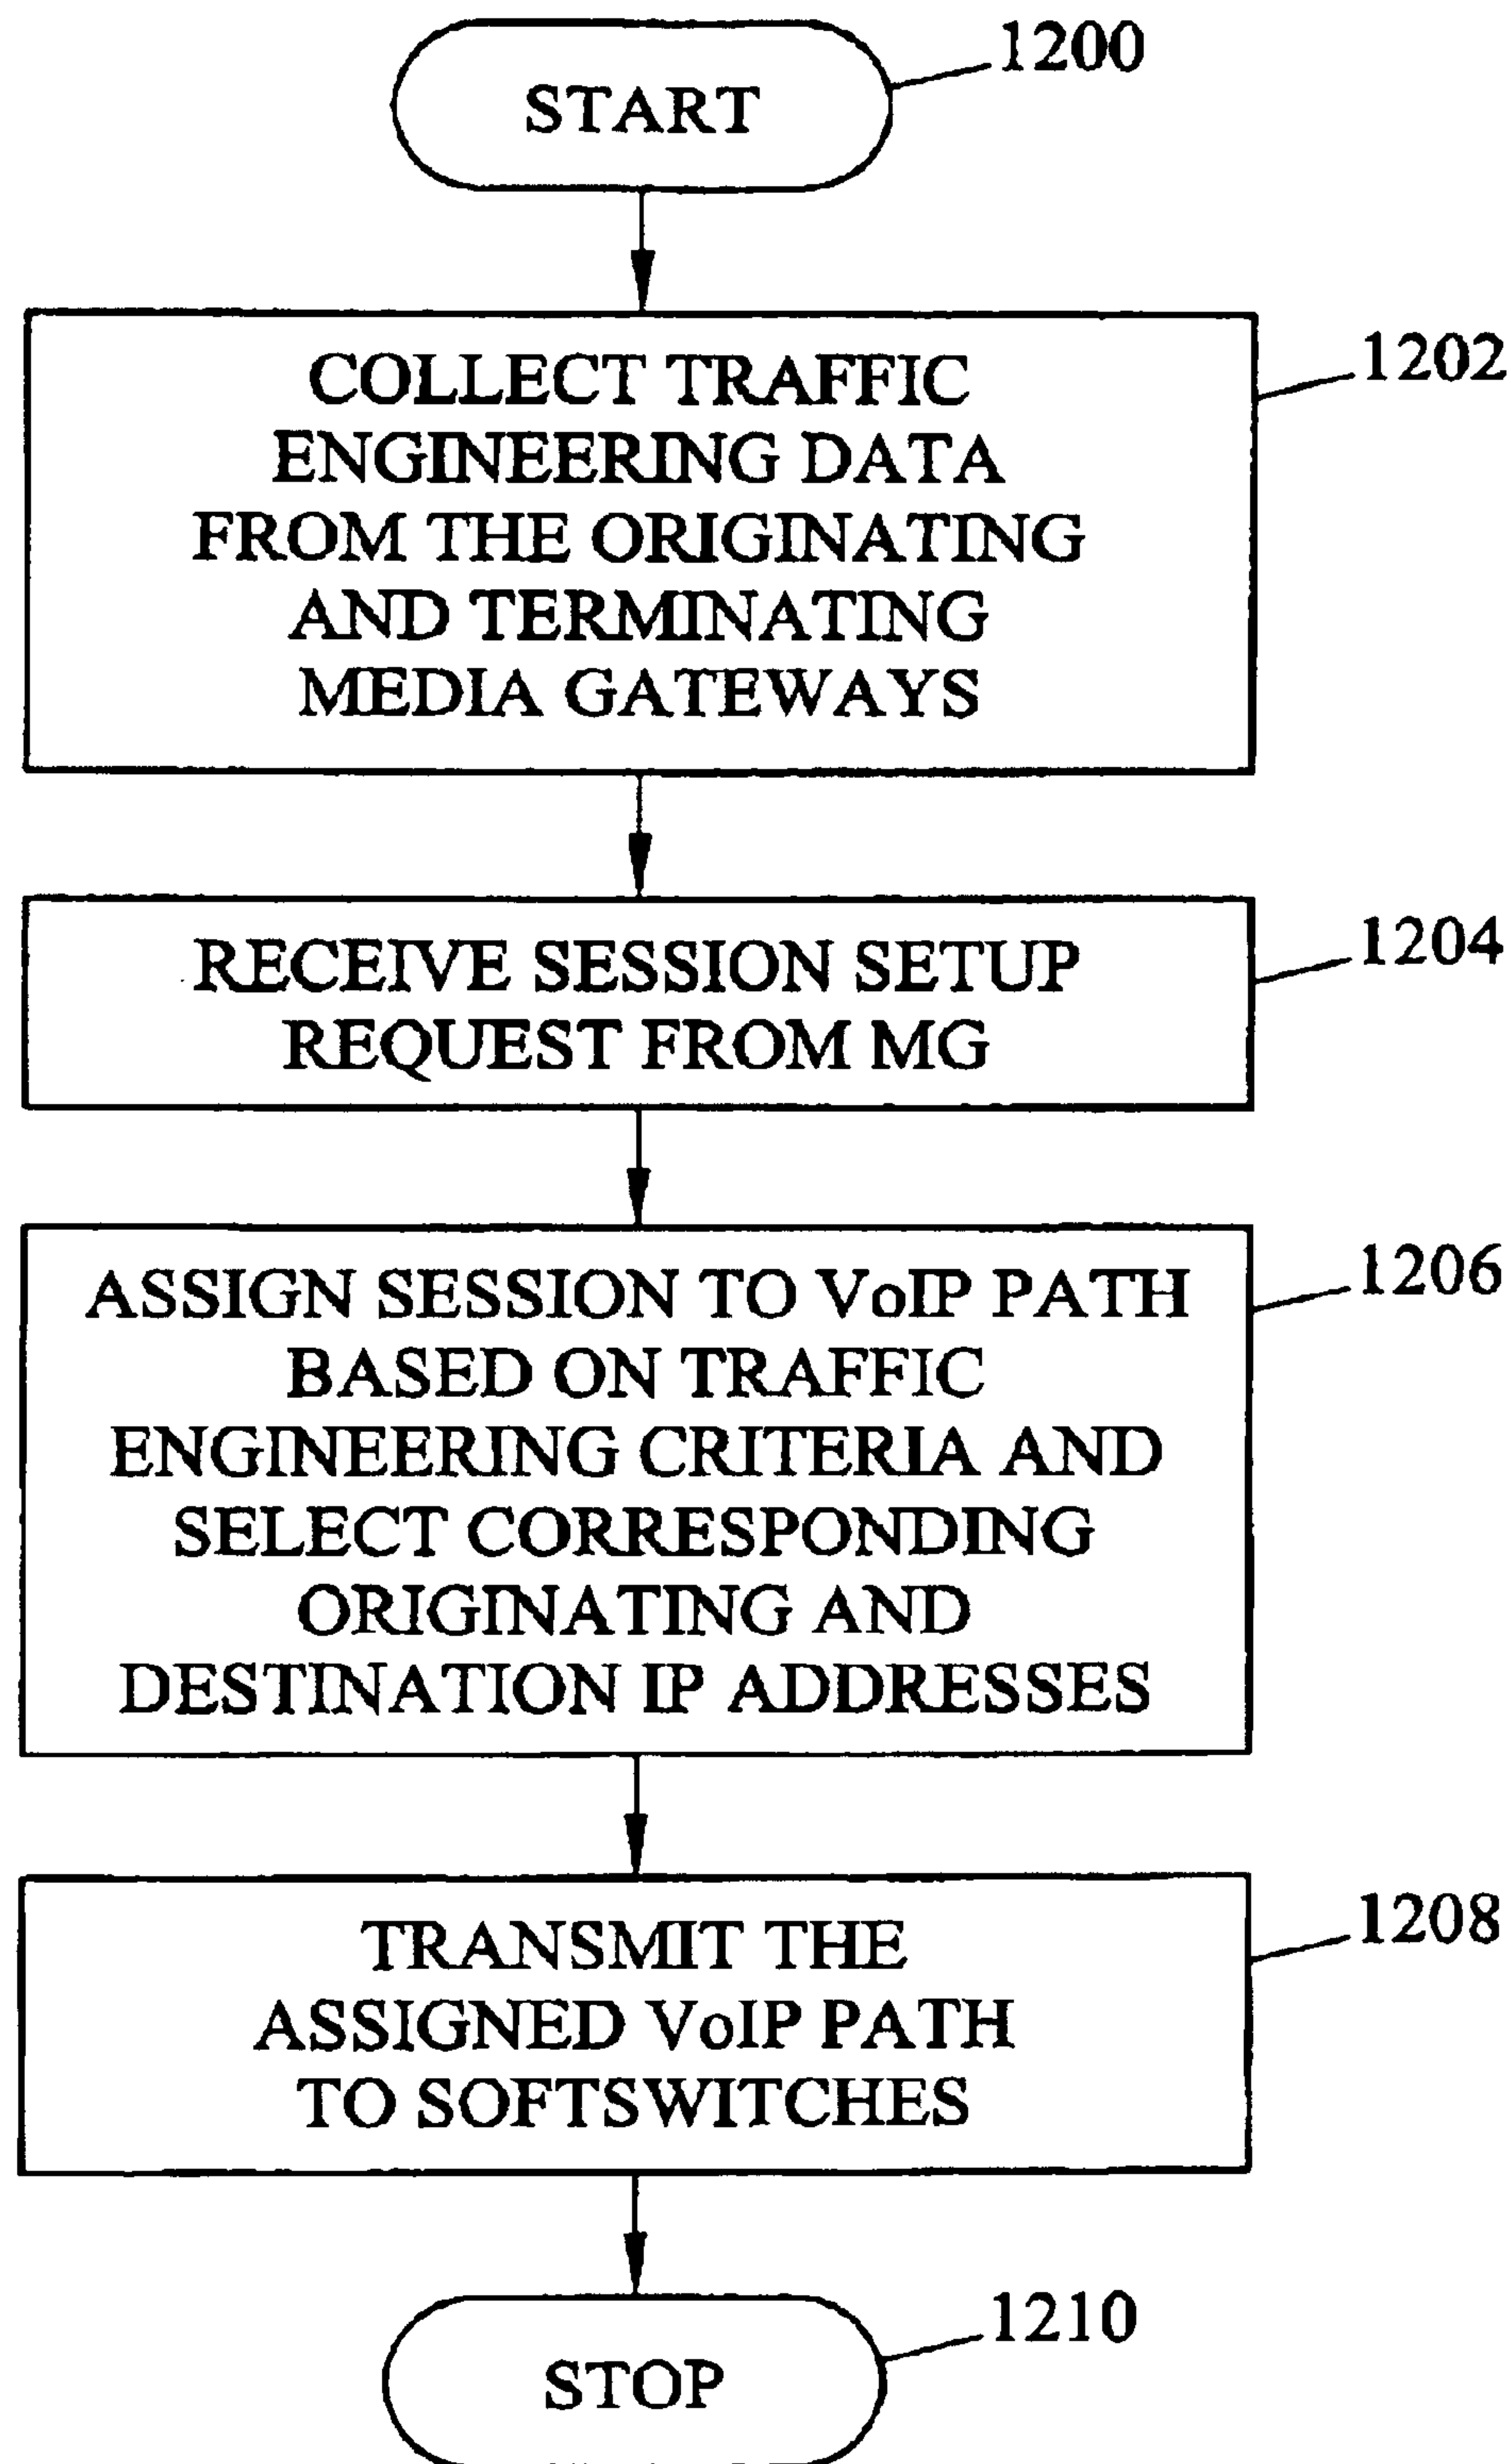 START
1200
COLLECT TRAFFIC
ENGINEERING DATA
FROM THE ORIGINATING
AND TERMINATING
MEDIA GATEWAYS
1202
RECEIVE SESSION SETUP
REQUEST FROM MG
1204
ASSIGN SESSION TO VoIP PATH
BASED ON TRAFFIC
ENGINEERING CRITERIA AND
SELECT CORRESPONDING
ORIGINATING AND
DESTINATION IP ADDRESSES
1206
TRANSMIT THE
ASSIGNED VoIP PATH
TO SOFTSWITCHES
1208
STOP
1210